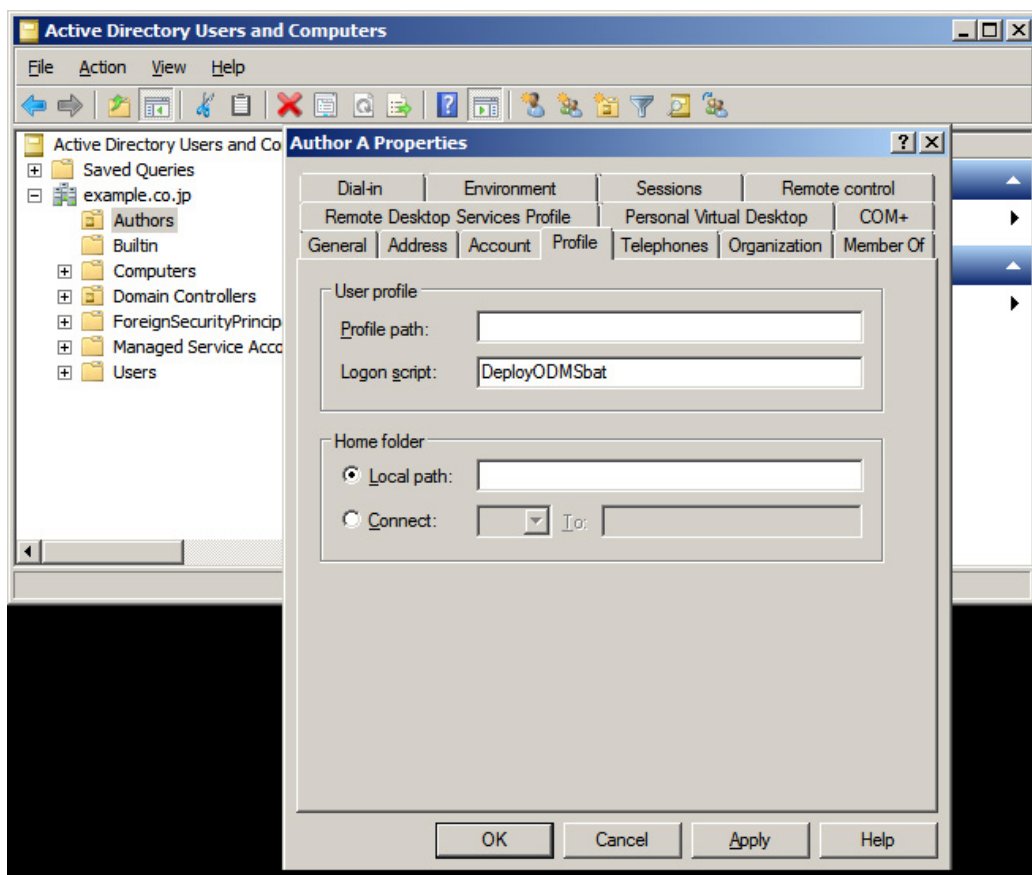 Active Directory Users and Computers
File Action View Help
Active Directory Users and Co
Saved Queries
example.co.jp
Authors
Builtin
Computers
Domain Controllers
ForeignSecurityPrincip
Managed Service Acco
Users
Author A Properties
Dial-in Environment Sessions Remote control
Remote Desktop Services Profile Personal Virtual Desktop COM+
General Address Account Profile Telephones Organization Member Of
User profile
Profile path:
Logon script: DeployODMSbat
Home folder
Local path:
Connect: To:
OK Cancel Apply Help